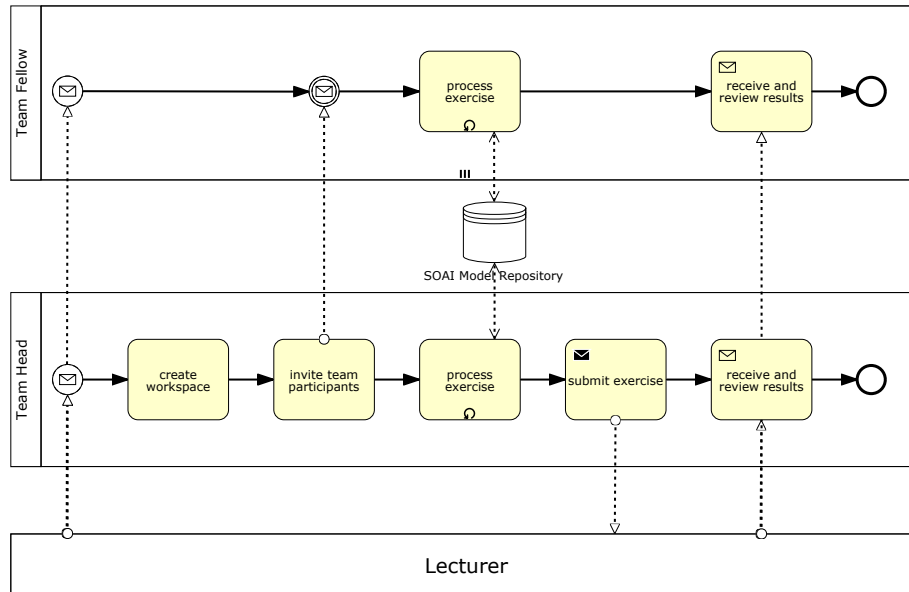 Team Fellow
process
exercise
receive and
review results
SOAI Model Repository
Team Head
create
workspace
invite team
participants
process
exercise
submit exercise
receive and
review results
Lecturer